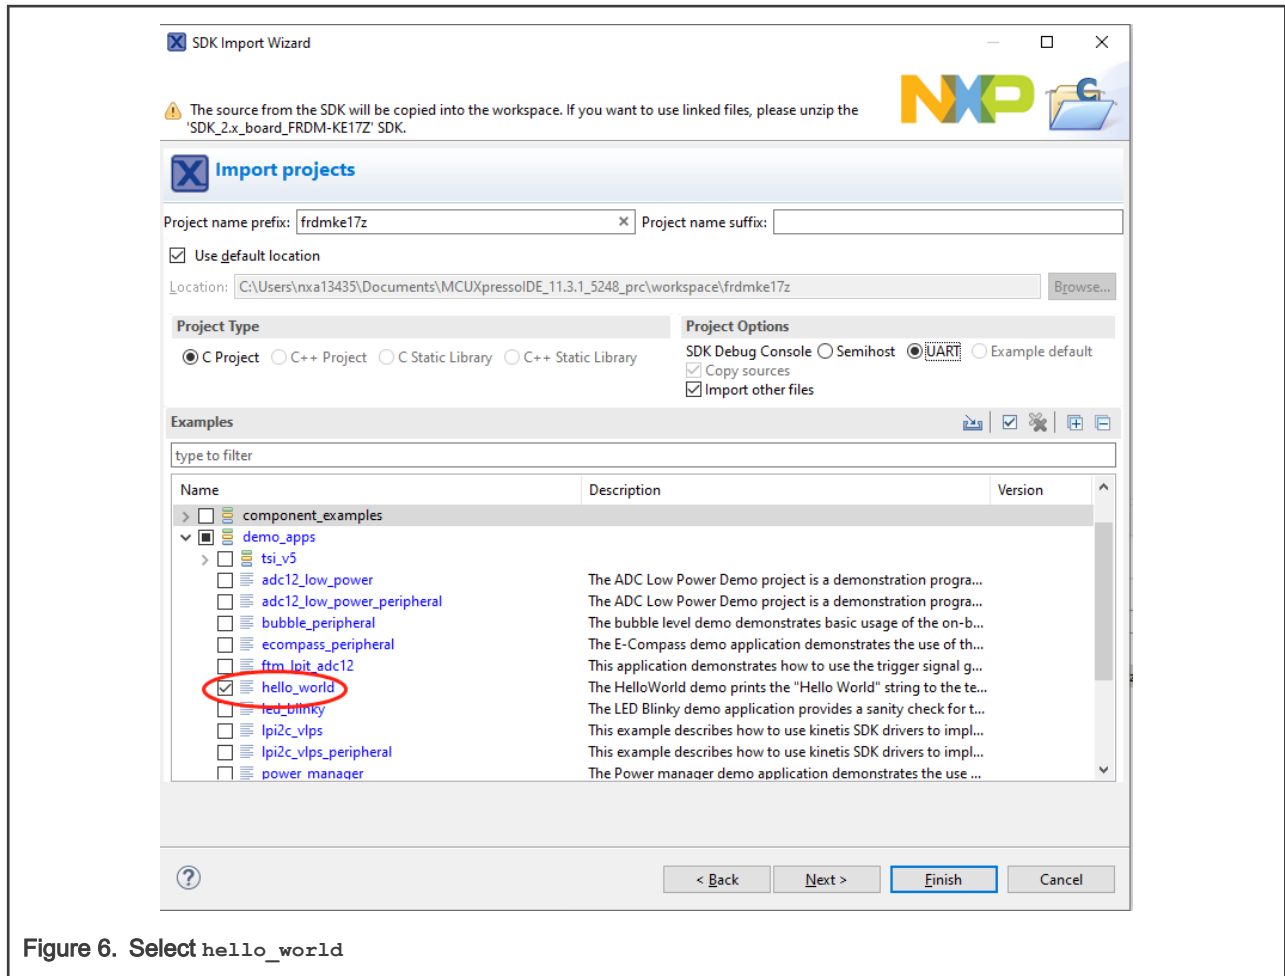 SDK Import Wizard
The source from the SDK will be copied into the workspace. If you want to use linked files, please unzip the
'SDK_2.x_board_FRDM-KE17Z' SDK.
NXP
C
Import projects
Project name prefix: frdmke17z Project name suffix:
Use default location
Location: C:\Users\nxa13435\Documents\MCUXpressoIDE_11.3.1_5248_prc\workspace\frdmke17z Browse...
Project Type Project Options
C Project C++ Project C Static Library C++ Static Library SDK Debug Console Semihost UART Example default
Copy sources
Import other files
Examples
type to filter
Name Description Version
component_examples
demo_apps
tsi_v5
adc12_low_power The ADC Low Power Demo project is a demonstration progra...
adc12_low_power_peripheral The ADC Low Power Demo project is a demonstration progra...
bubble_peripheral The bubble level demo demonstrates basic usage of the on-b...
ecompass_peripheral The E-Compass demo application demonstrates the use of th...
ftm_lpit_adc12 This application demonstrates how to use the trigger signal g...
hello_world The HelloWorld demo prints the "Hello World" string to the te...
led_blinky The LED Blinky demo application provides a sanity check for t...
lpi2c_vlps This example describes how to use kinetis SDK drivers to impl...
lpi2c_vlps_peripheral This example describes how to use kinetis SDK drivers to impl...
power_manager The Power manager demo application demonstrates the use ...
? < Back Next > Finish Cancel
Figure 6. Select hello_world